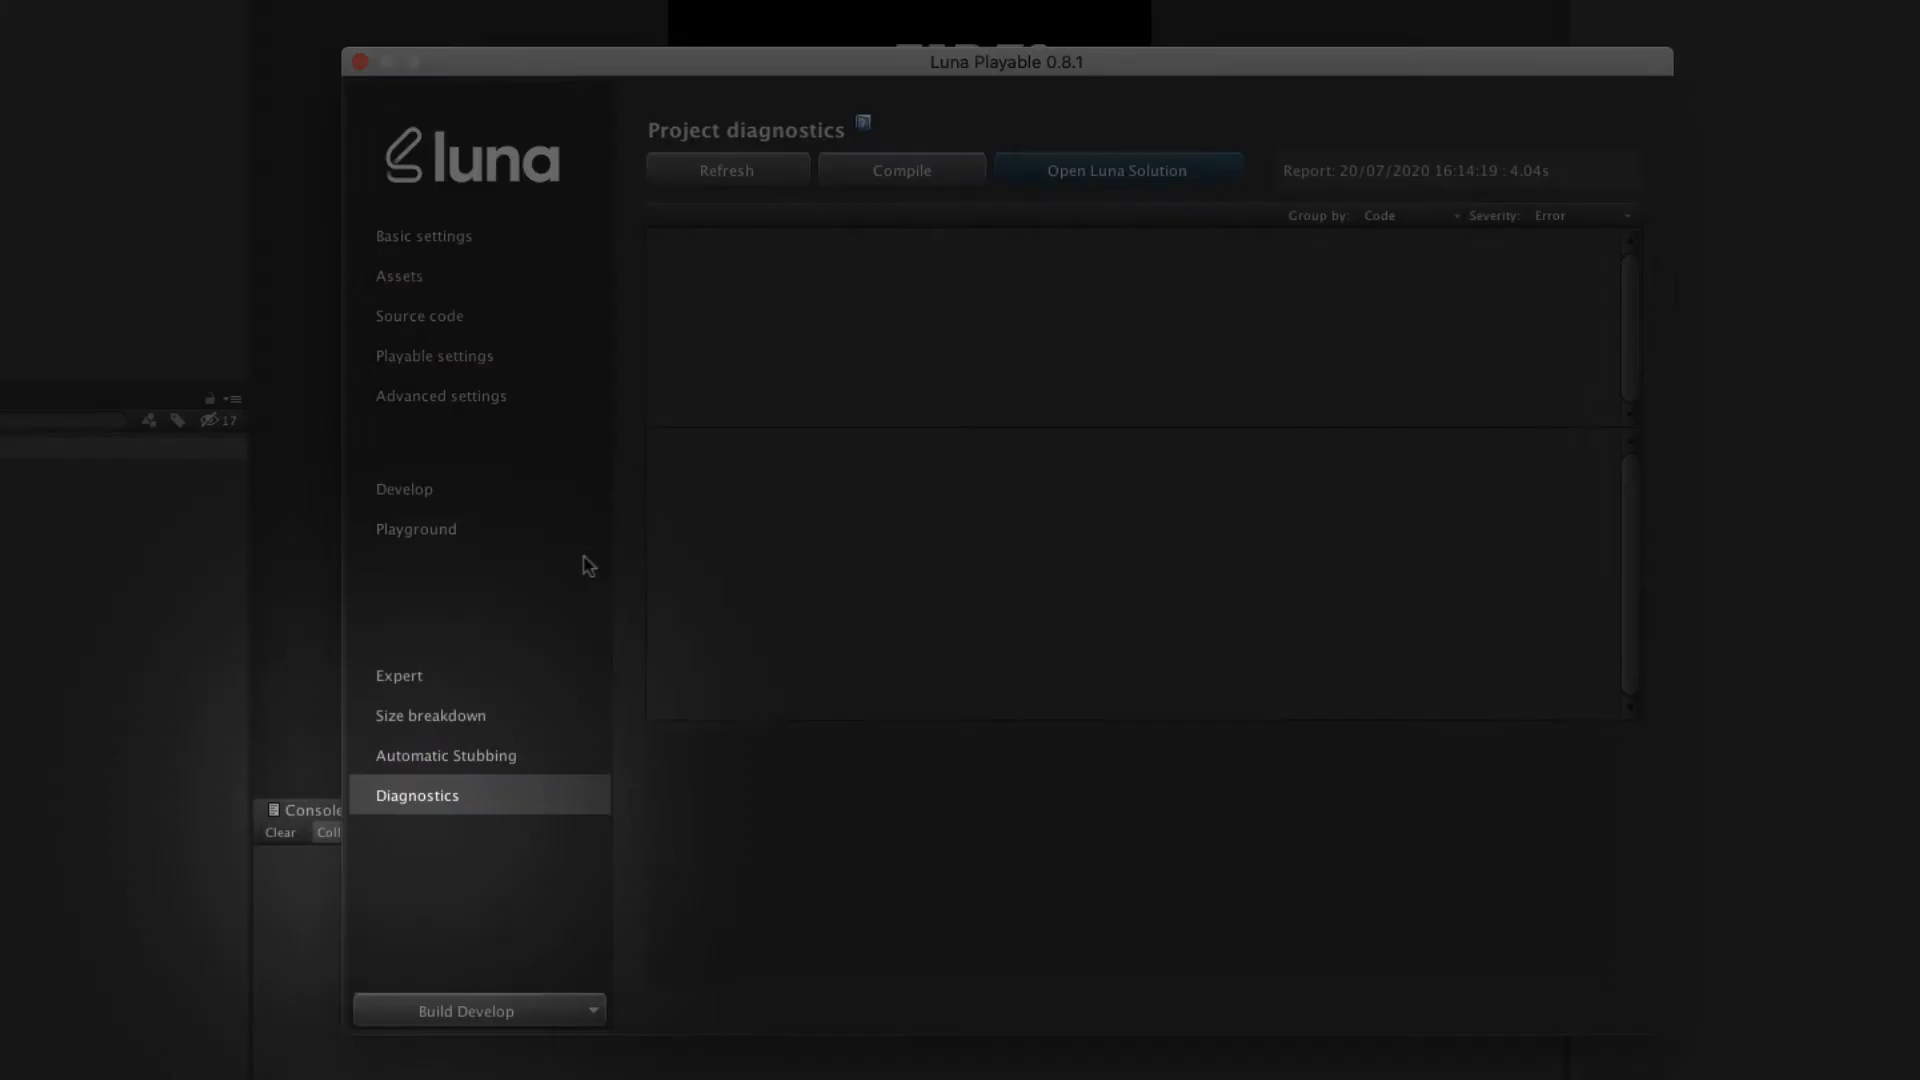 Luna Playable 0.8.1
luna
Project diagnostics
Refresh
Compile
Open Luna Solution
Report: 20/07/2020 16:14:19 : 4.04s
Group by: Code
Severity: Error
Basic settings
Assets
Source code
Playable settings
Advanced settings
17
Develop
Playground
Expert
Size breakdown
Automatic Stubbing
Diagnostics
Console
Clear
Coll
Build Develop